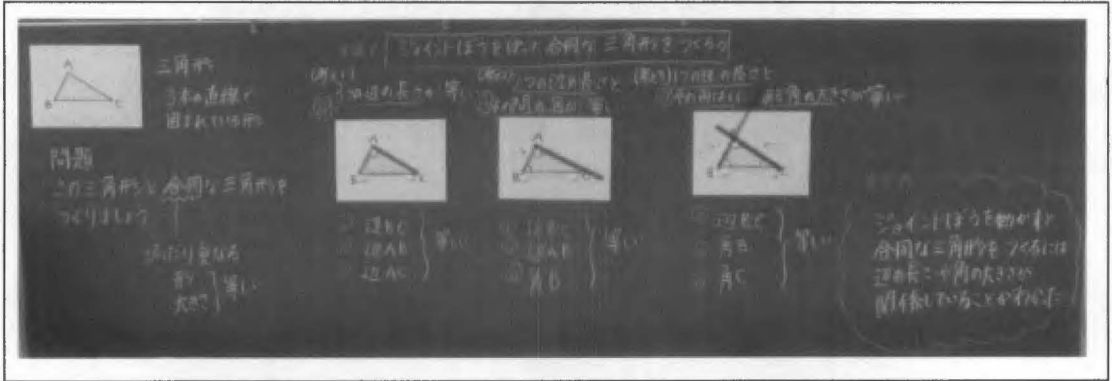 A
B
C
三角形
3本の直線で
囲まれている形
問題
この三角形と合同な三角形を
つくりましょう
ぴったり重なる
形
大きさ
等しい
ジョイントぼうを使って合同な三角形をつくろう
3つの辺の長さが等しい
A
B
C
辺BC
辺AB
辺AC
等しい
2つの辺の長さと
その間の角が等しい
A
B
辺BC
辺AB
角B
等しい
1つの辺の長さと
その両はしの角の大きさが等しい
B
C
辺BC
角B
角C
等しい
ジョイントぼうを動かすと
合同な三角形をつくるには
辺の長さや角の大きさが
関係していることがわかった